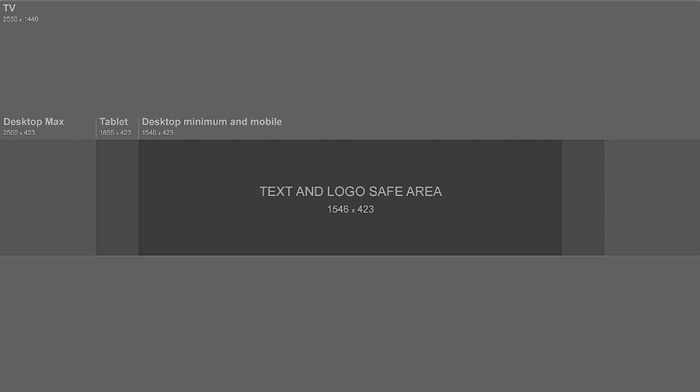 TV
2560 x 1440
Desktop Max
2560 x 423
Tablet
1855 x 423
Desktop minimum and mobile
1546 x 423
TEXT AND LOGO SAFE AREA
1546 x 423